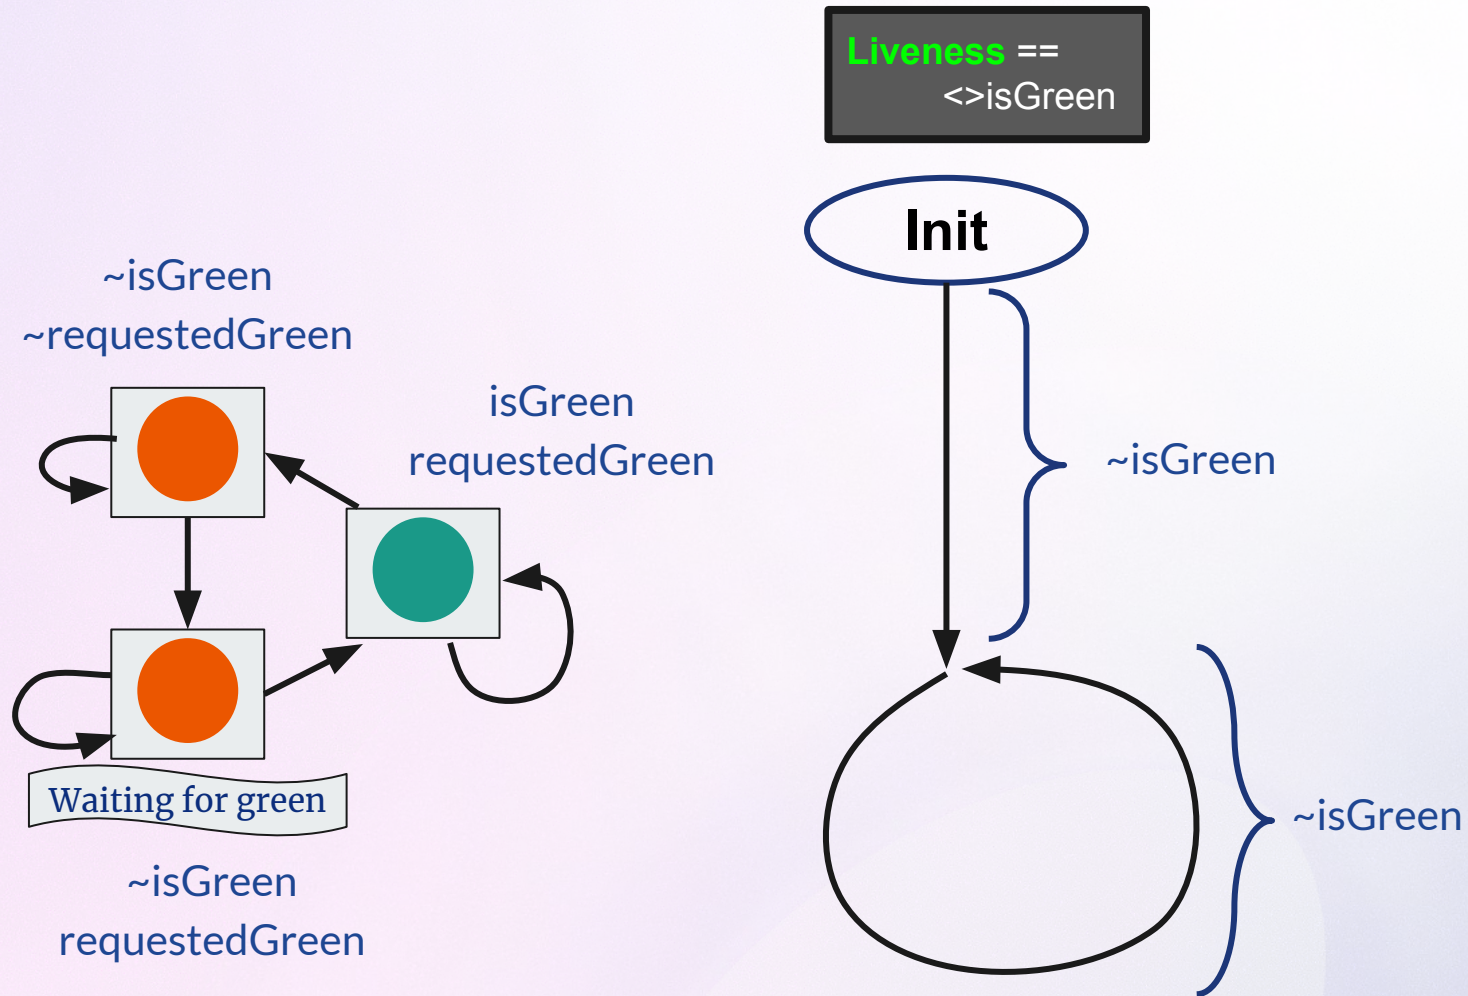 Liveness ==
<>isGreen
Init
~isGreen
~requestedGreen
isGreen
requestedGreen
~isGreen
Waiting for green
~isGreen
~isGreen
requestedGreen